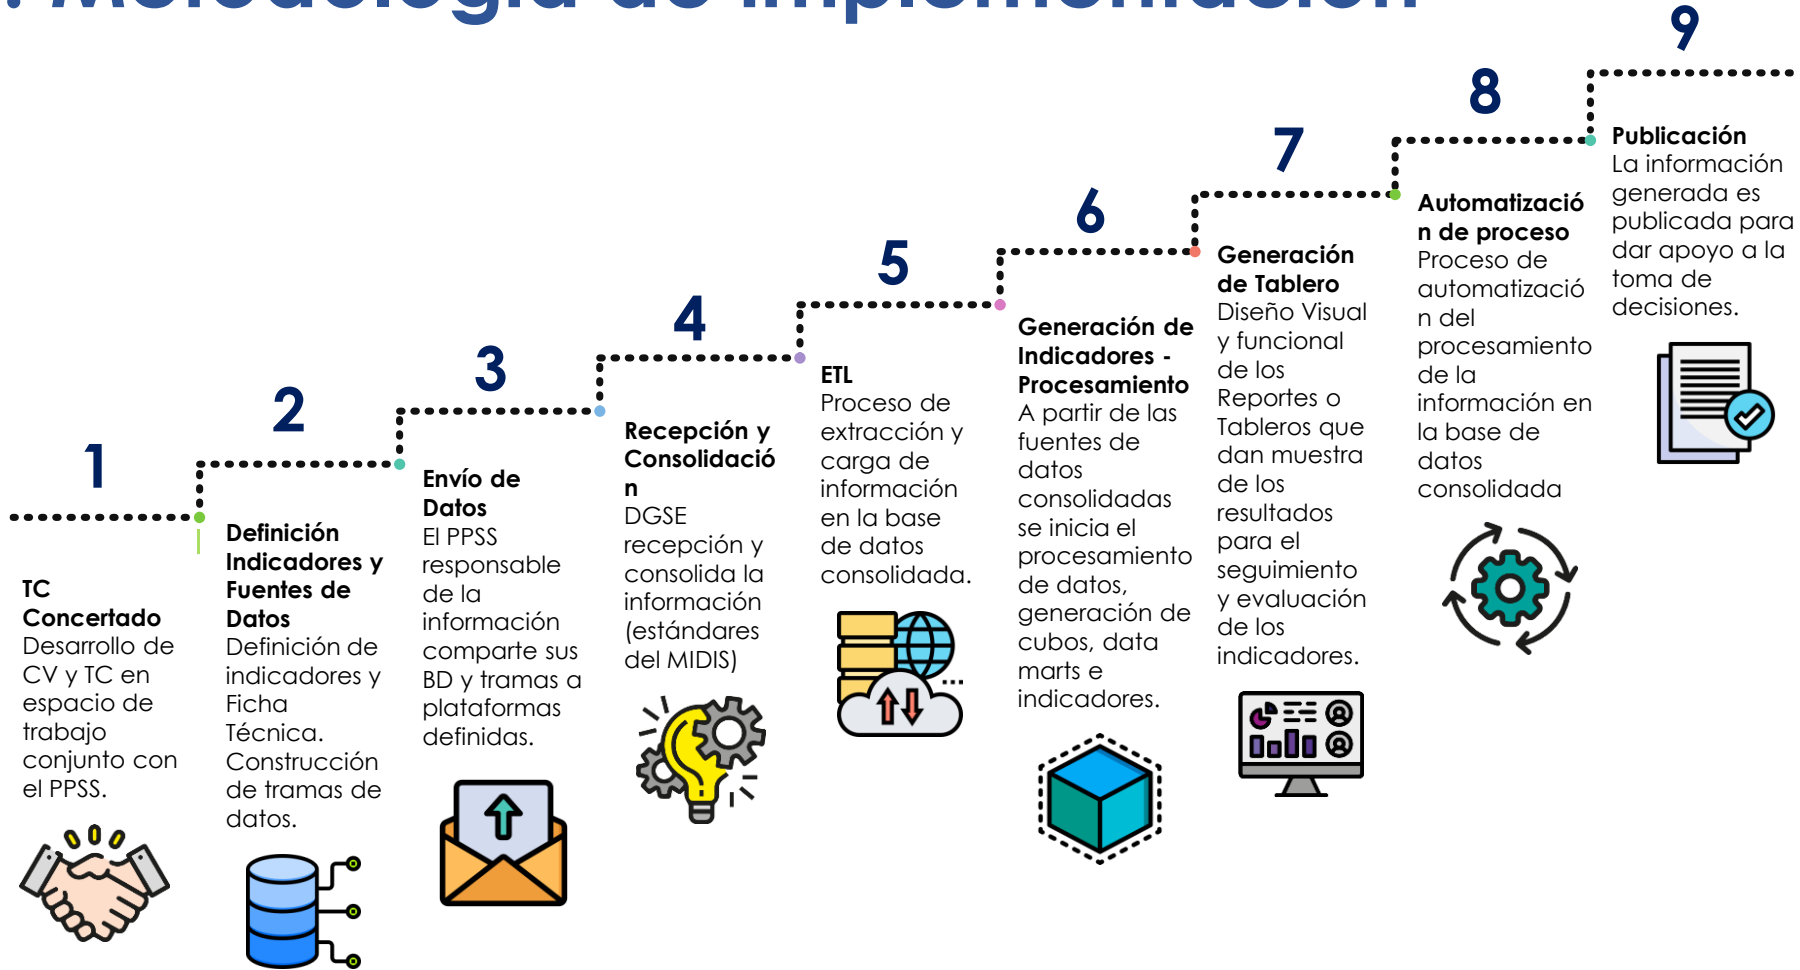 . Metodología de implementación
1
TC
Concertado
Desarrollo de
CV y TC en
espacio de
trabajo
conjunto con
el PPSS.
2
Definición
Indicadores y
Fuentes de
Datos
Definición de
indicadores y
Ficha
Técnica.
Construcción
de tramas de
datos.
3
Envío de
Datos
El PPSS
responsable
de la
información
comparte sus
BD y tramas a
plataformas
definidas.
4
Recepción y
Consolidació
n
DGSE
recepción y
consolida la
información
(estándares
del MIDIS)
5
ETL
Proceso de
extracción y
carga de
información
en la base
de datos
consolidada.
6
Generación de
Indicadores -
Procesamiento
A partir de las
fuentes de
datos
consolidadas
se inicia el
procesamiento
de datos,
generación de
cubos, data
marts e
indicadores.
7
Generación
de Tablero
Diseño Visual
y funcional
de los
Reportes o
Tableros que
dan muestra
de los
resultados
para el
seguimiento
y evaluación
de los
indicadores.
8
Automatizació
n de proceso
Proceso de
automatizació
n del
procesamiento
de la
información en
la base de
datos
consolidada
9
Publicación
La información
generada es
publicada para
dar apoyo a la
toma de
decisiones.